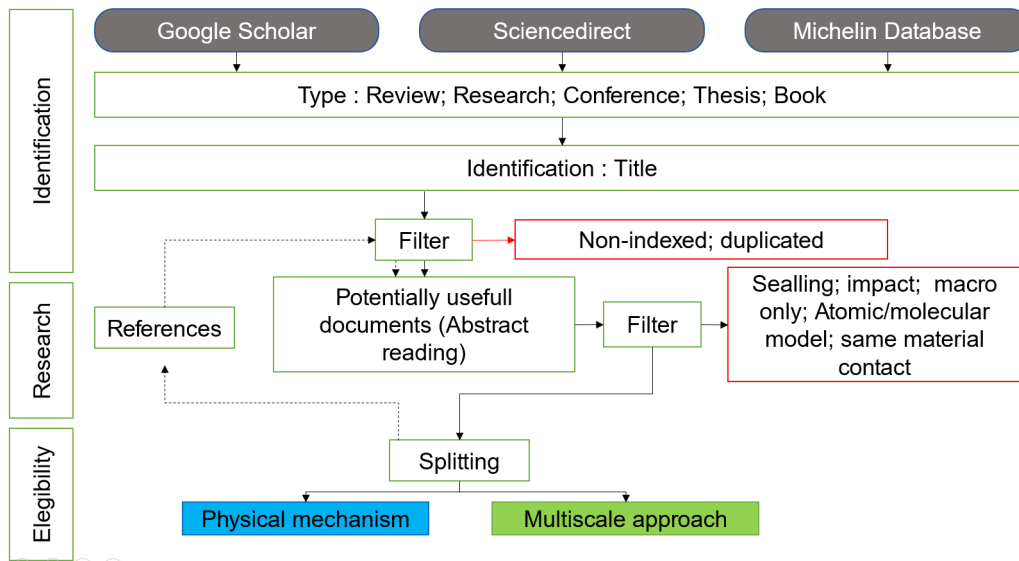 Google Scholar
Sciencedirect
Michelin Database
Identification
Type : Review; Research; Conference; Thesis; Book
Identification : Title
Filter
Non-indexed; duplicated
Research
References
Potentially usefull
documents (Abstract
reading)
Filter
Sealling; impact;  macro
only; Atomic/molecular
model; same material
contact
Elegibility
Splitting
Physical mechanism
Multiscale approach